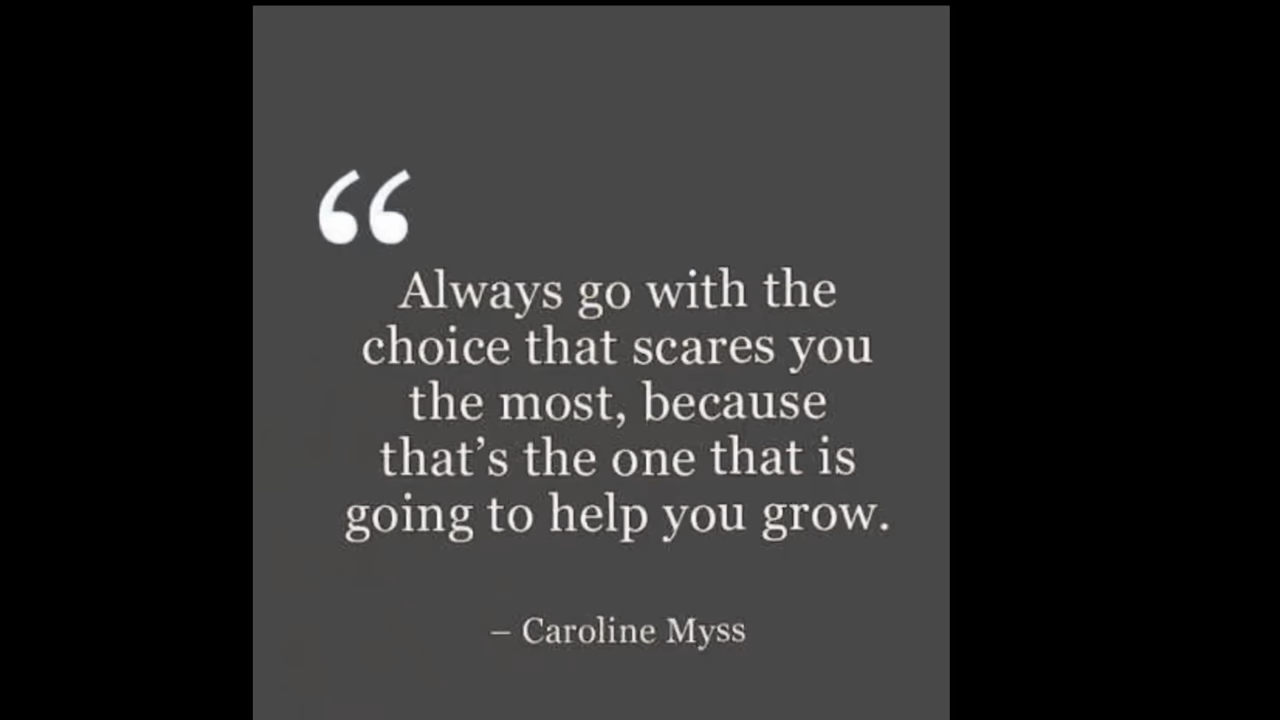 “
Always go with the
choice that scares you
the most, because
that’s the one that is
going to help you grow.
– Caroline Myss